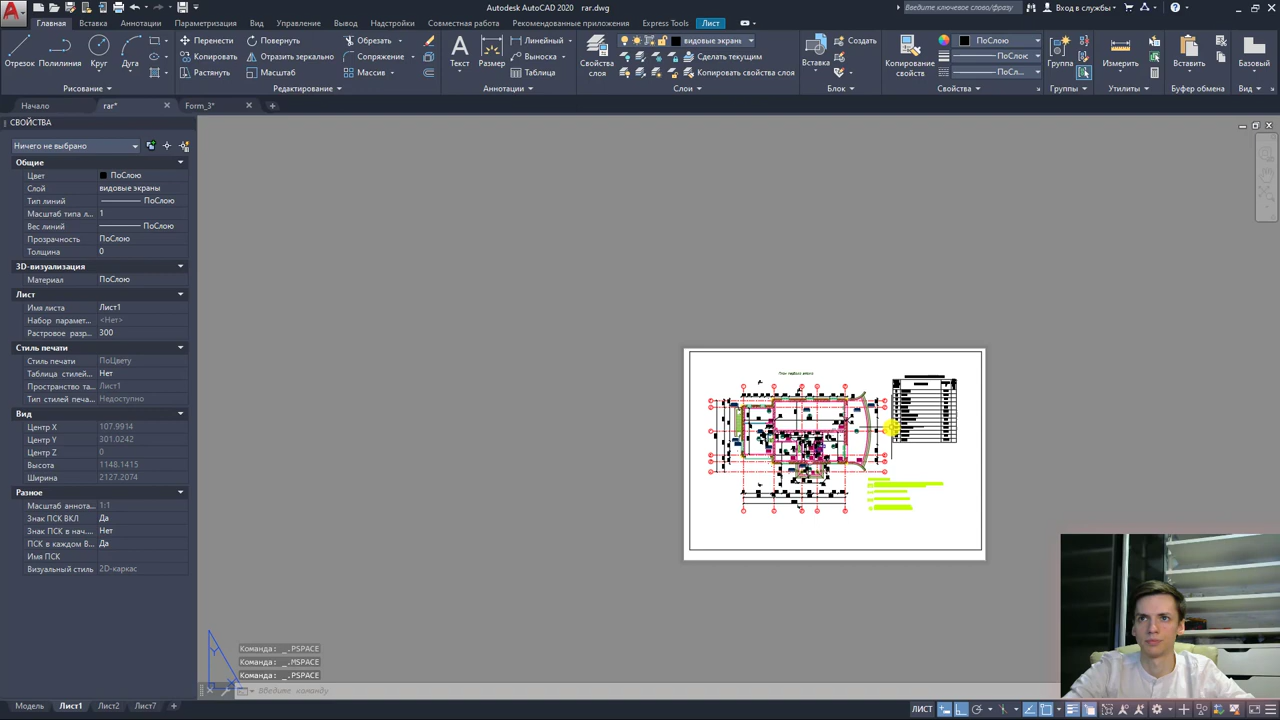 Autodesk AutoCAD 2020 rar.dwg
Введите ключевое слово/фразу
Вход в службы
Главная Вставка Аннотации Параметризация Вид Управление Вывод Надстройки Совместная работа Рекомендованные приложения Express Tools Лист
Отрезок Полилиния Круг Дуга
Перенести Повернуть Обрезать
Копировать Отразить зеркально Сопряжение
Растянуть Масштаб Массив
Текст Размер
Линейный
Выноска
Таблица
Свойства слоя
видовые экраны
Сделать текущим
Копировать свойства слоя
Вставка
Создать
Копирование свойств
ПоСлою
ПоСлою
ПоСл...
Группа Измерить Вставить Базовый
Рисование Редактирование Аннотации Слои Блок Свойства Группы Утилиты Буфер обмена Вид
Начало rar* Form_3*
СВОЙСТВА
Ничего не выбрано
Общие
Цвет ПоСлою
Слой видовые экраны
Тип линий ПоСлою
Масштаб типа л... 1
Вес линий ПоСлою
Прозрачность ПоСлою
Толщина 0
3D-визуализация
Материал ПоСлою
Лист
Имя листа Лист1
Набор парамет... <Нет>
Растровое разр... 300
Стиль печати
Стиль печати ПоЦвету
Таблица стилей... Нет
Пространство та... Лист1
Тип стилей печат... Недоступно
Вид
Центр X 107.9914
Центр Y 301.0242
Центр Z 0
Высота 1148.1415
Ширина 2127.2074
Разное
Масштаб аннота... 1:1
Знак ПСК ВКЛ Да
Знак ПСК в нач... Нет
ПСК в каждом В... Да
Имя ПСК
Визуальный стиль 2D-каркас
Команда: _.PSPACE
Команда: _.MSPACE
Команда: _.PSPACE
Введите команду
Модель Лист1 Лист2 Лист7
ЛИСТ